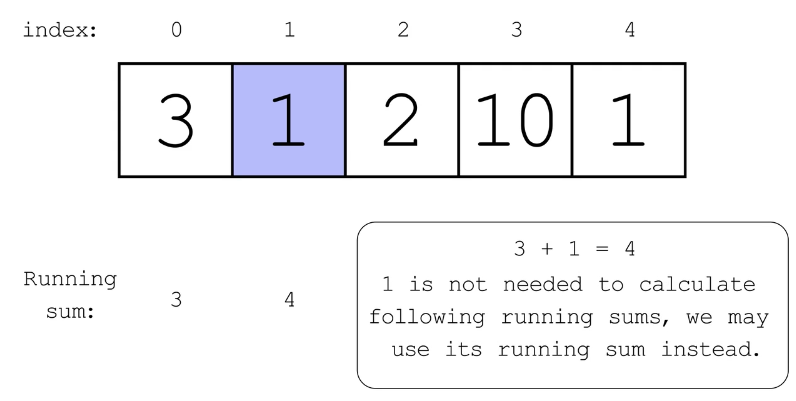 index: 0 1 2 3 4
3 1 2 10 1
Running
sum: 3 4
3 + 1 = 4
1 is not needed to calculate
following running sums, we may
use its running sum instead.